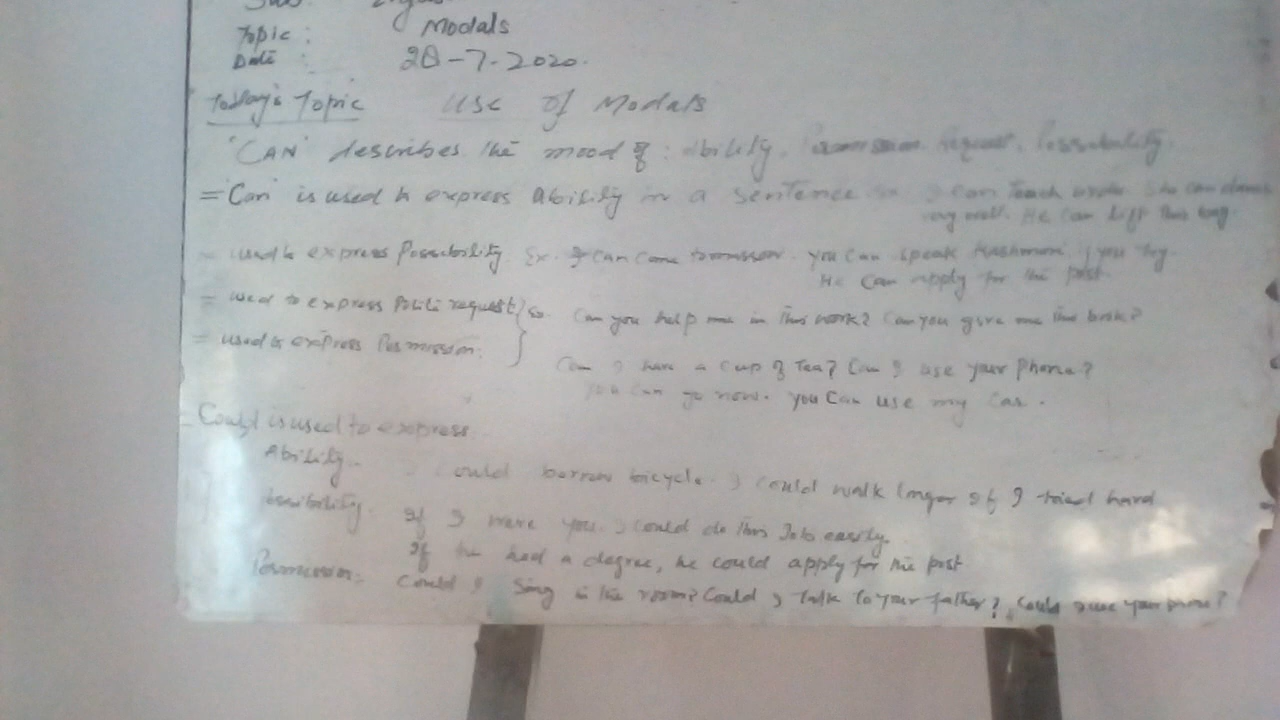 Topic : Modals
Date : 20-7-2020.
Today's Topic Use of Modals
'CAN' describes the mood of : ability, Permission, Request, Possibility.
= 'Can' is used to express Ability in a sentence I can teach She can dance
very well. He can lift this bag.
= used to express Possibility. Ex. I can come tomorrow. you can speak Kashmiri if you try.
He can apply for the post.
= used to express Polite request } Can you help me in this work? Can you give me this book?
= used to express Permission. }
Can I have a cup of Tea? Can I use your Phone?
You can go now. you can use my Car.
Could is used to express
Ability. could borrow bicycle. I could walk longer if I tried hard
If I were you I could do this Job easily.
If he had a degree, he could apply for the post
Permission. Could I sing in the room? Could I talk to your father? Could I use your phone?